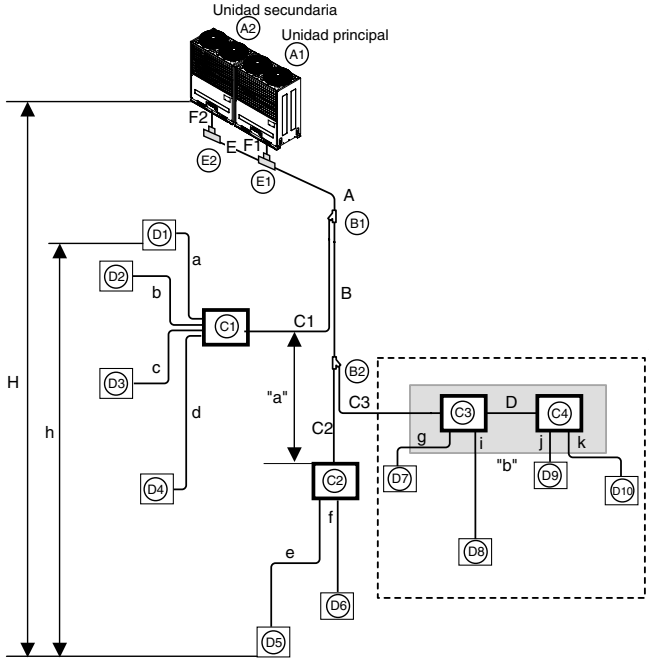 Unidad secundaria
A2
Unidad principal
A1
F2
E
F1
E2
E1
A
B1
D1
a
D2
b
B
C1
C1
H
h
c
D3
d
"a"
B2
C3
C3
D
C4
C2
g
i
j
k
"b"
D4
C2
D7
D9
D10
f
e
D8
D6
D5